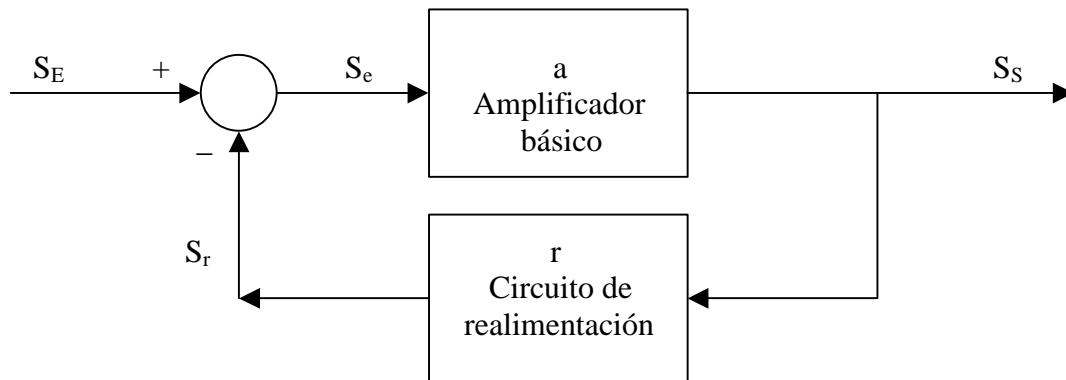 S_E
+
S_e
a
Amplificador
básico
S_S
−
S_r
r
Circuito de
realimentación